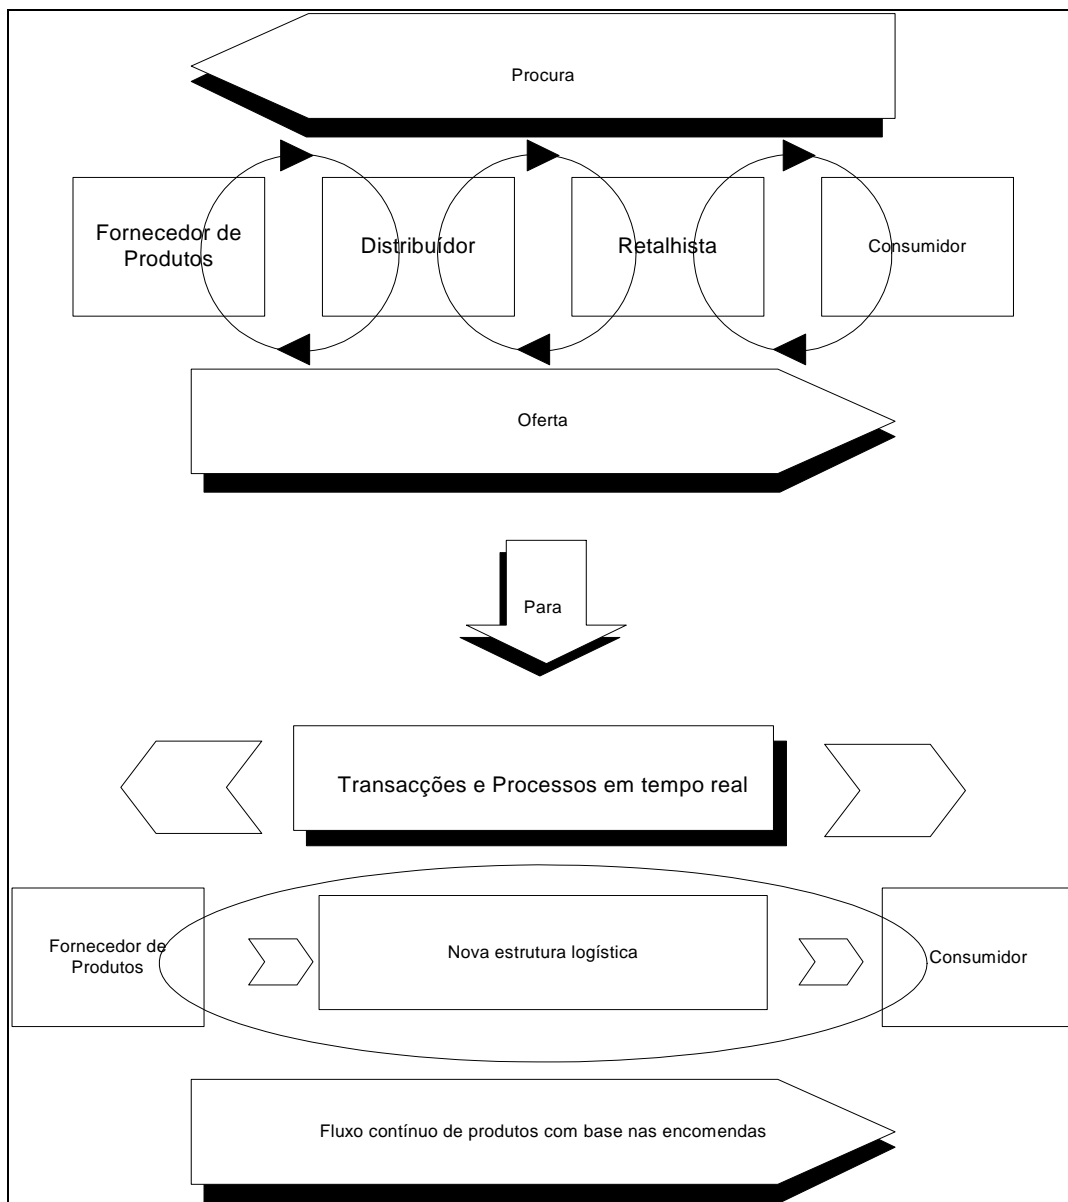 Procura
Fornecedor de
Produtos
Distribuídor
Retalhista
Consumidor
Oferta
Para
Transacções e Processos em tempo real
Fornecedor de
Produtos
Nova estrutura logística
Consumidor
Fluxo contínuo de produtos com base nas encomendas